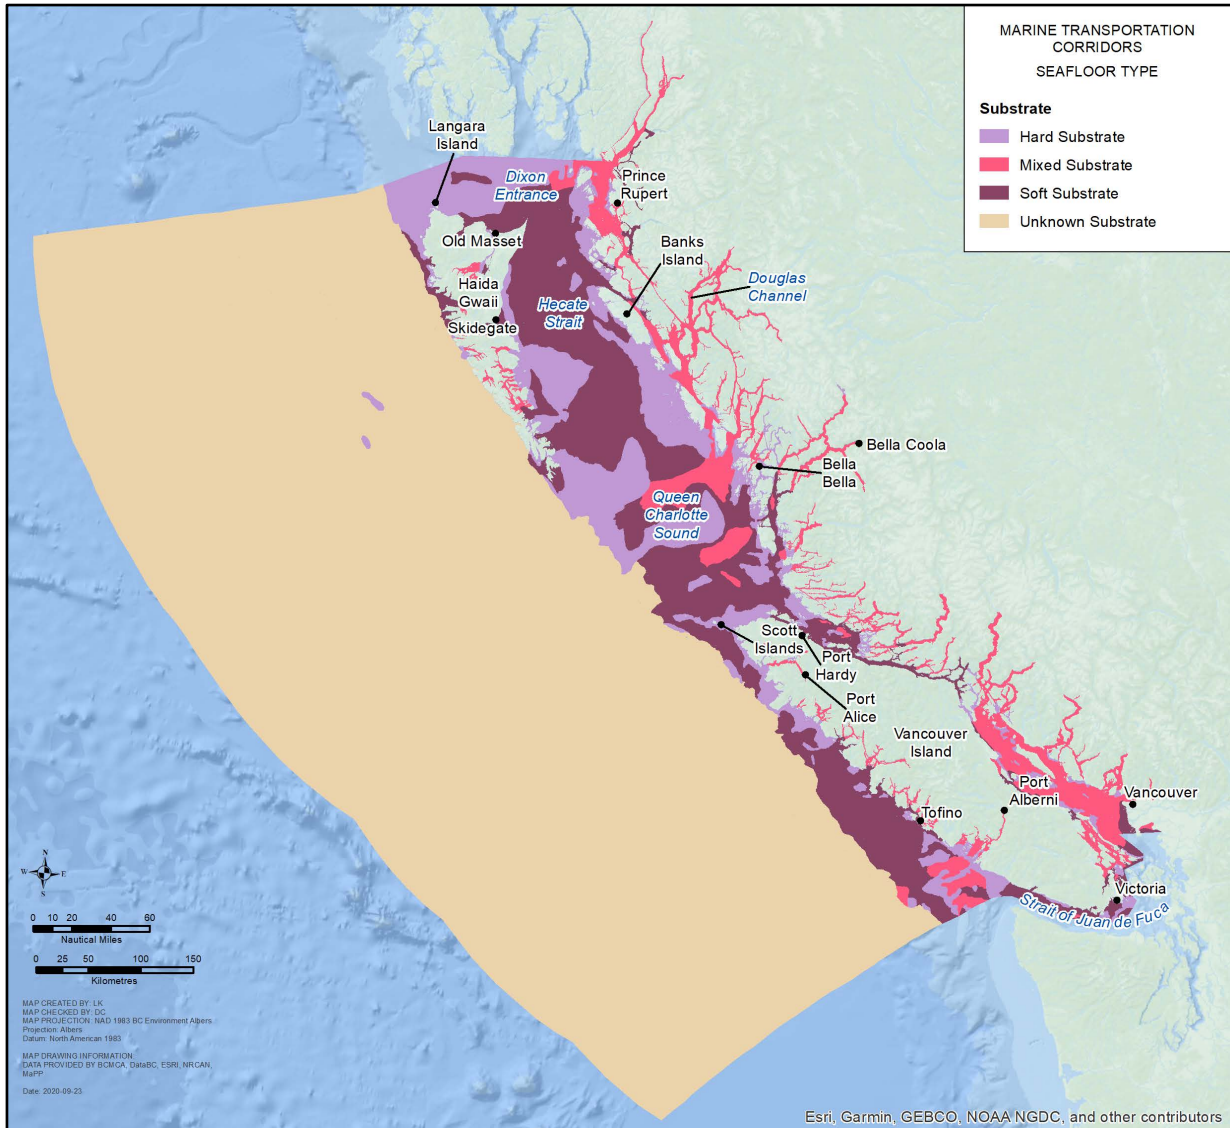 MARINE TRANSPORTATION
CORRIDORS
SEAFLOOR TYPE
Substrate
Hard Substrate
Mixed Substrate
Soft Substrate
Unknown Substrate
Langara
Island
Dixon
Entrance
Prince
Rupert
Old Masset
Banks
Island
Haida
Gwaii
Hecate
Strait
Douglas
Channel
Skidegate
Bella Coola
Bella
Bella
Queen
Charlotte
Sound
Scott
Islands
Port
Hardy
Port
Alice
Vancouver
Island
Port
Alberni
Vancouver
Tofino
Victoria
Strait of Juan de Fuca
N
W E
S
0 10 20 40 60
Nautical Miles
0 25 50 100 150
Kilometres
MAP CREATED BY: LK
MAP CHECKED BY: DC
MAP PROJECTION: NAD 1983 BC Environment Albers
Projection: Albers
Datum: North American 1983
MAP DRAWING INFORMATION:
DATA PROVIDED BY BCMCA, DataBC, ESRI, NRCAN,
MaPP
Date: 2020-09-23
Esri, Garmin, GEBCO, NOAA NGDC, and other contributors